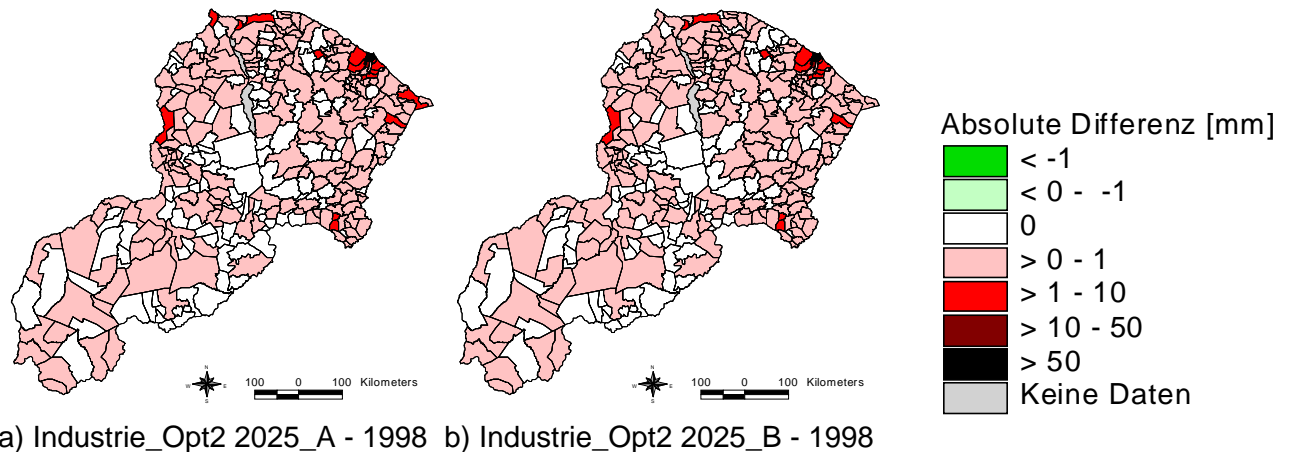 Absolute Differenz [mm]
< -1
< 0 - -1
0
> 0 - 1
> 1 - 10
> 10 - 50
> 50
Keine Daten
N
W E
S
100 0 100 Kilometers
N
W E
S
100 0 100 Kilometers
a) Industrie_Opt2 2025_A - 1998
b) Industrie_Opt2 2025_B - 1998